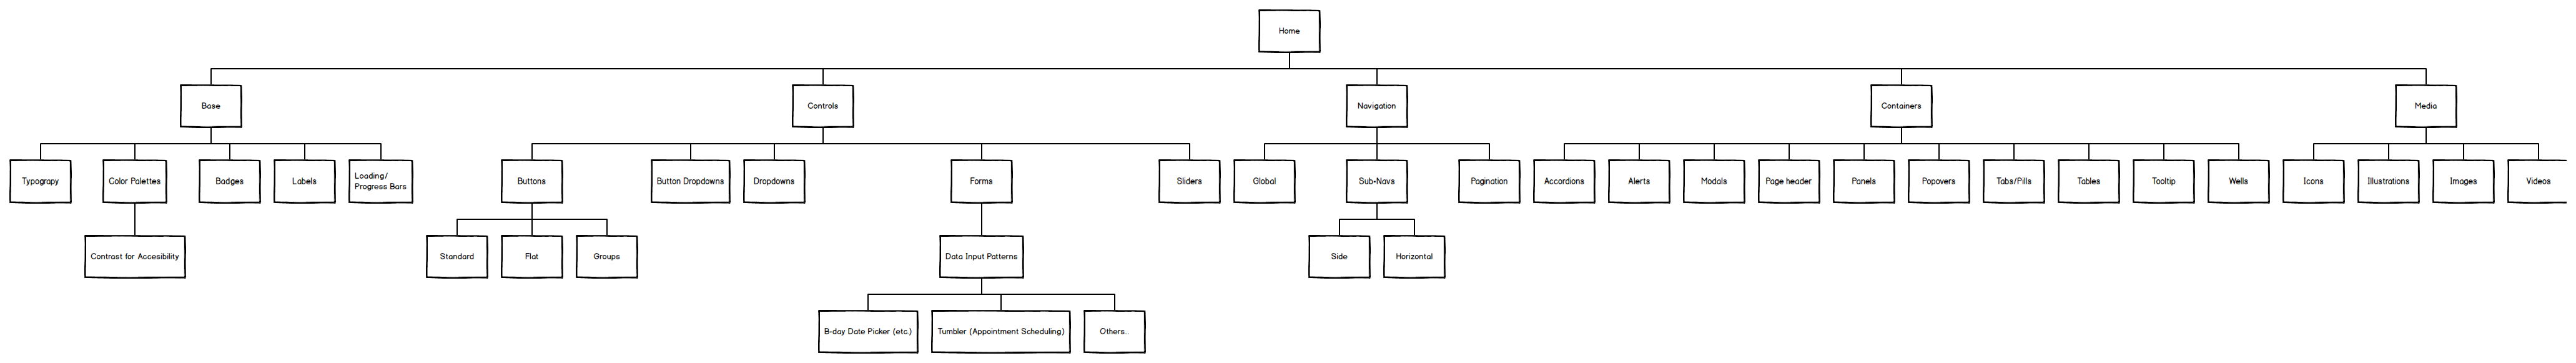 Home
Base
Controls
Navigation
Containers
Media
Typograpy
Color Palettes
Badges
Labels
Loading/
Progress Bars
Buttons
Button Dropdowns
Dropdowns
Forms
Sliders
Global
Sub-Navs
Pagination
Accordions
Alerts
Modals
Page header
Panels
Popovers
Tabs/Pills
Tables
Tooltip
Wells
Icons
Illustrations
Images
Videos
Contrast for Accesibility
Standard
Flat
Groups
Data Input Patterns
Side
Horizontal
B-day Date Picker (etc.)
Tumbler (Appointment Scheduling)
Others...